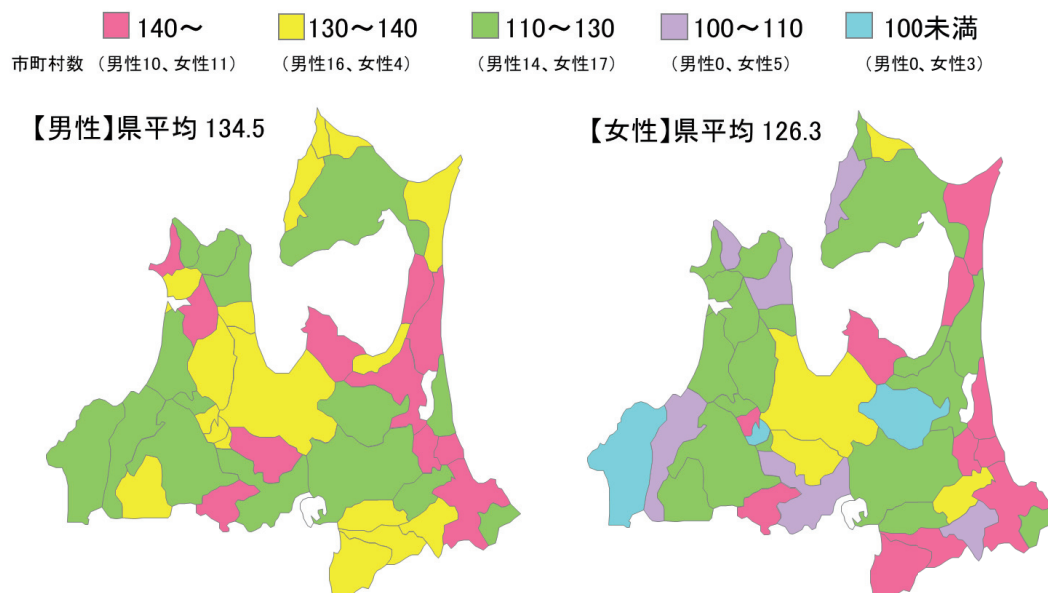 140～ 130～140 110～130 100～110 100未満
市町村数 （男性10、女性11） （男性16、女性4） （男性14、女性17） （男性0、女性5） （男性0、女性3）
【男性】県平均 134.5 【女性】県平均 126.3